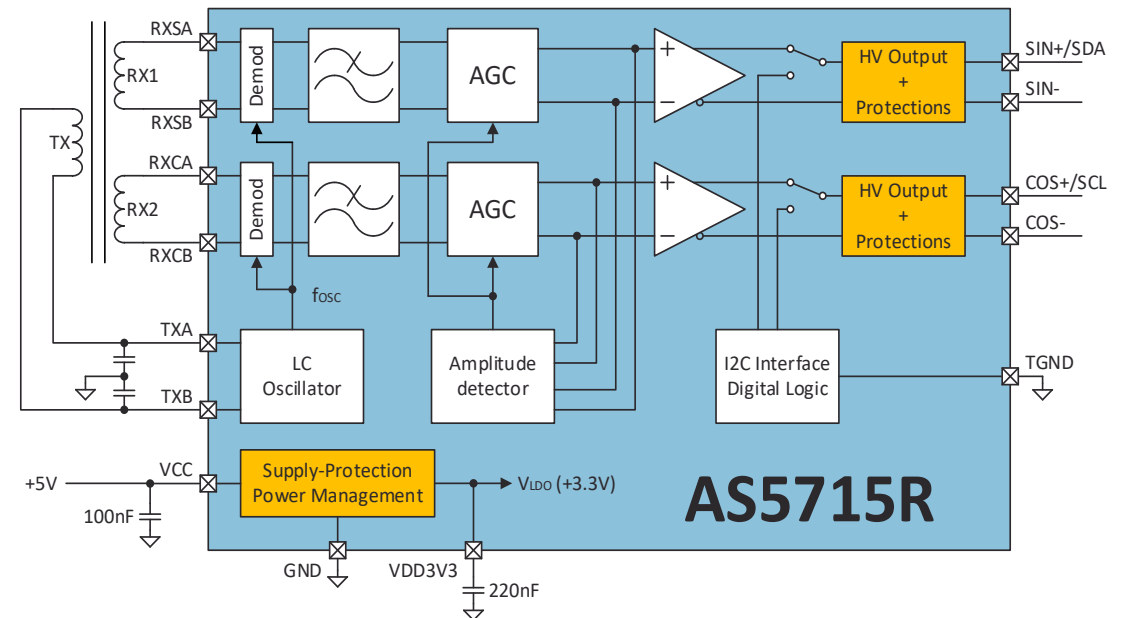 RXSA
RX1
RXSB
TX
RXCA
RX2
RXCB
Demod
AGC
+
−
HV Output
+
Protections
SIN+/SDA
SIN-
Demod
AGC
+
−
HV Output
+
Protections
COS+/SCL
COS-
fosc
TXA
TXB
LC
Oscillator
Amplitude
detector
I2C Interface
Digital Logic
TGND
+5V
VCC
100nF
Supply-Protection
Power Management
VLDO (+3.3V)
AS5715R
GND
VDD3V3
220nF